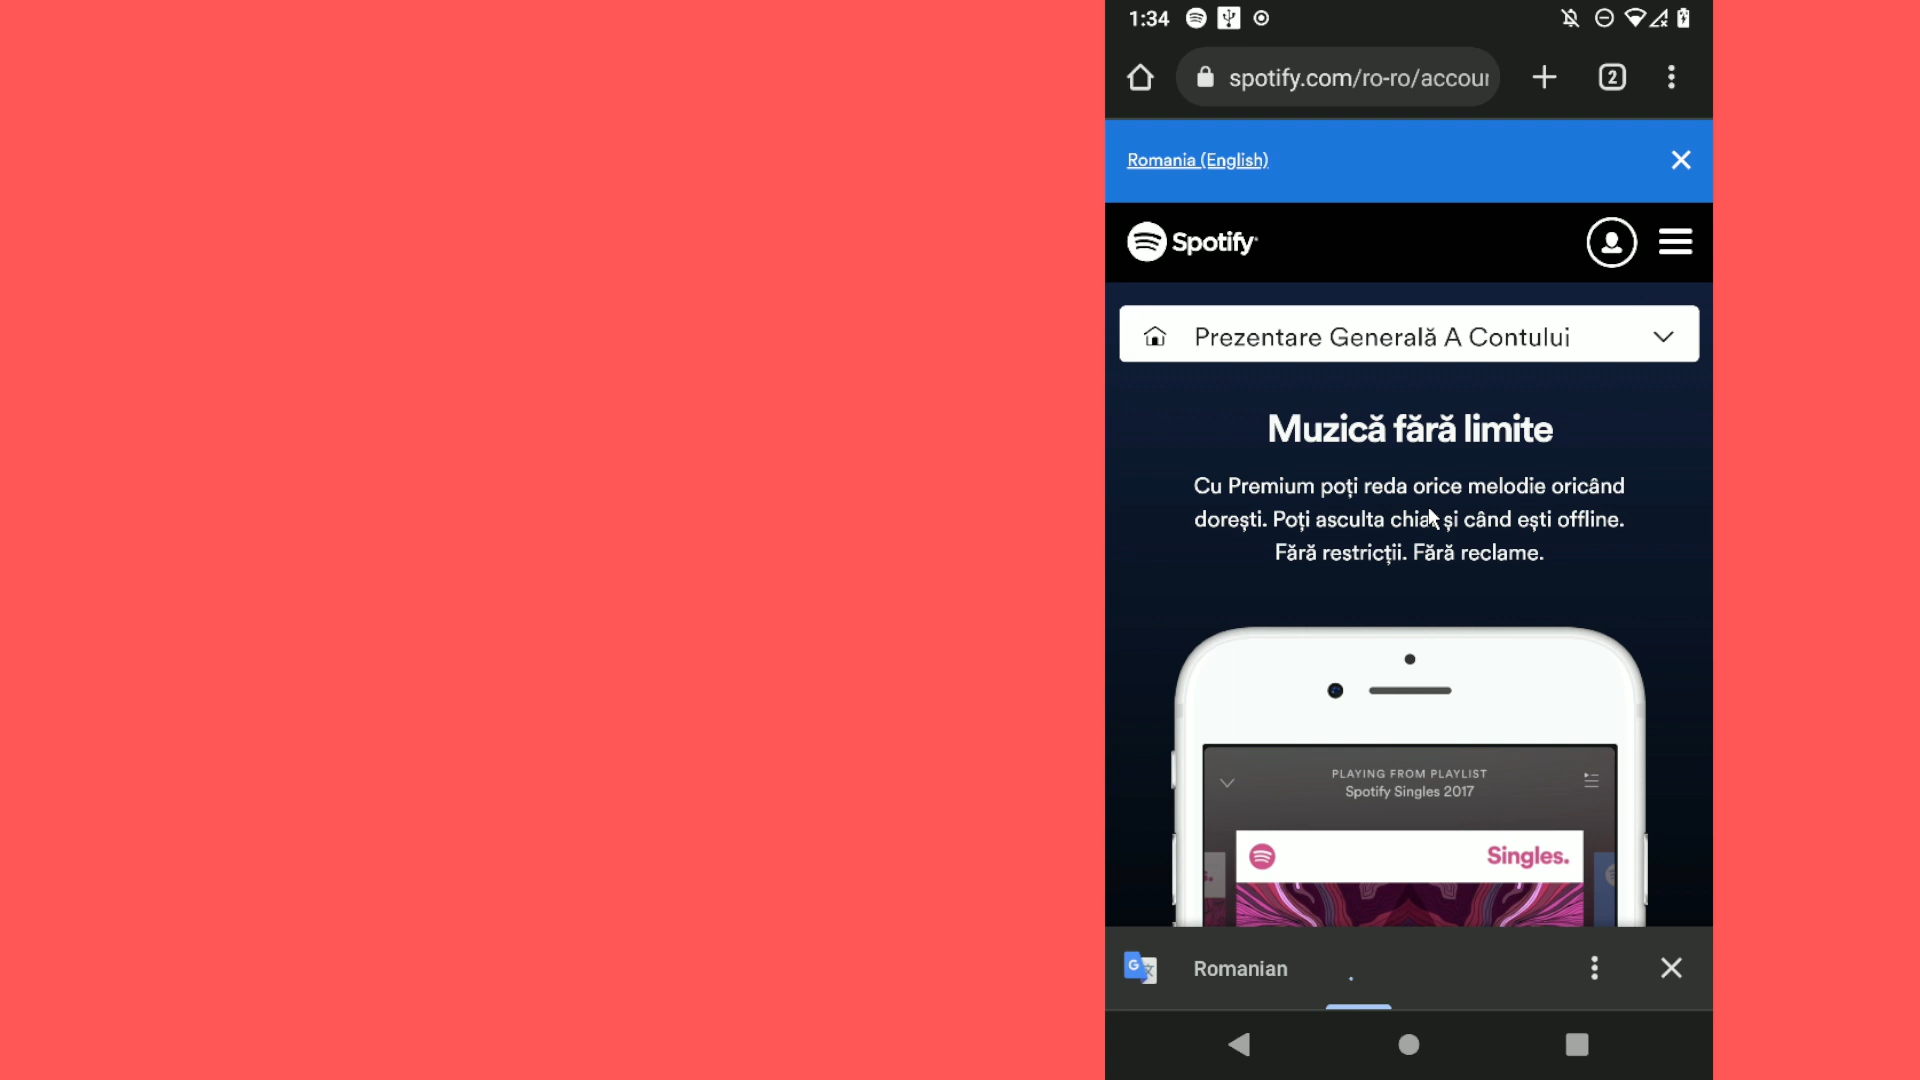 1:34
spotify.com/ro-ro/accour
2
Romania (English)
Spotify
Prezentare Generală A Contului
Muzică fără limite
Cu Premium poți reda orice melodie oricând
dorești. Poți asculta chiar și când ești offline.
Fără restricții. Fără reclame.
PLAYING FROM PLAYLIST
Spotify Singles 2017
Singles.
Romanian